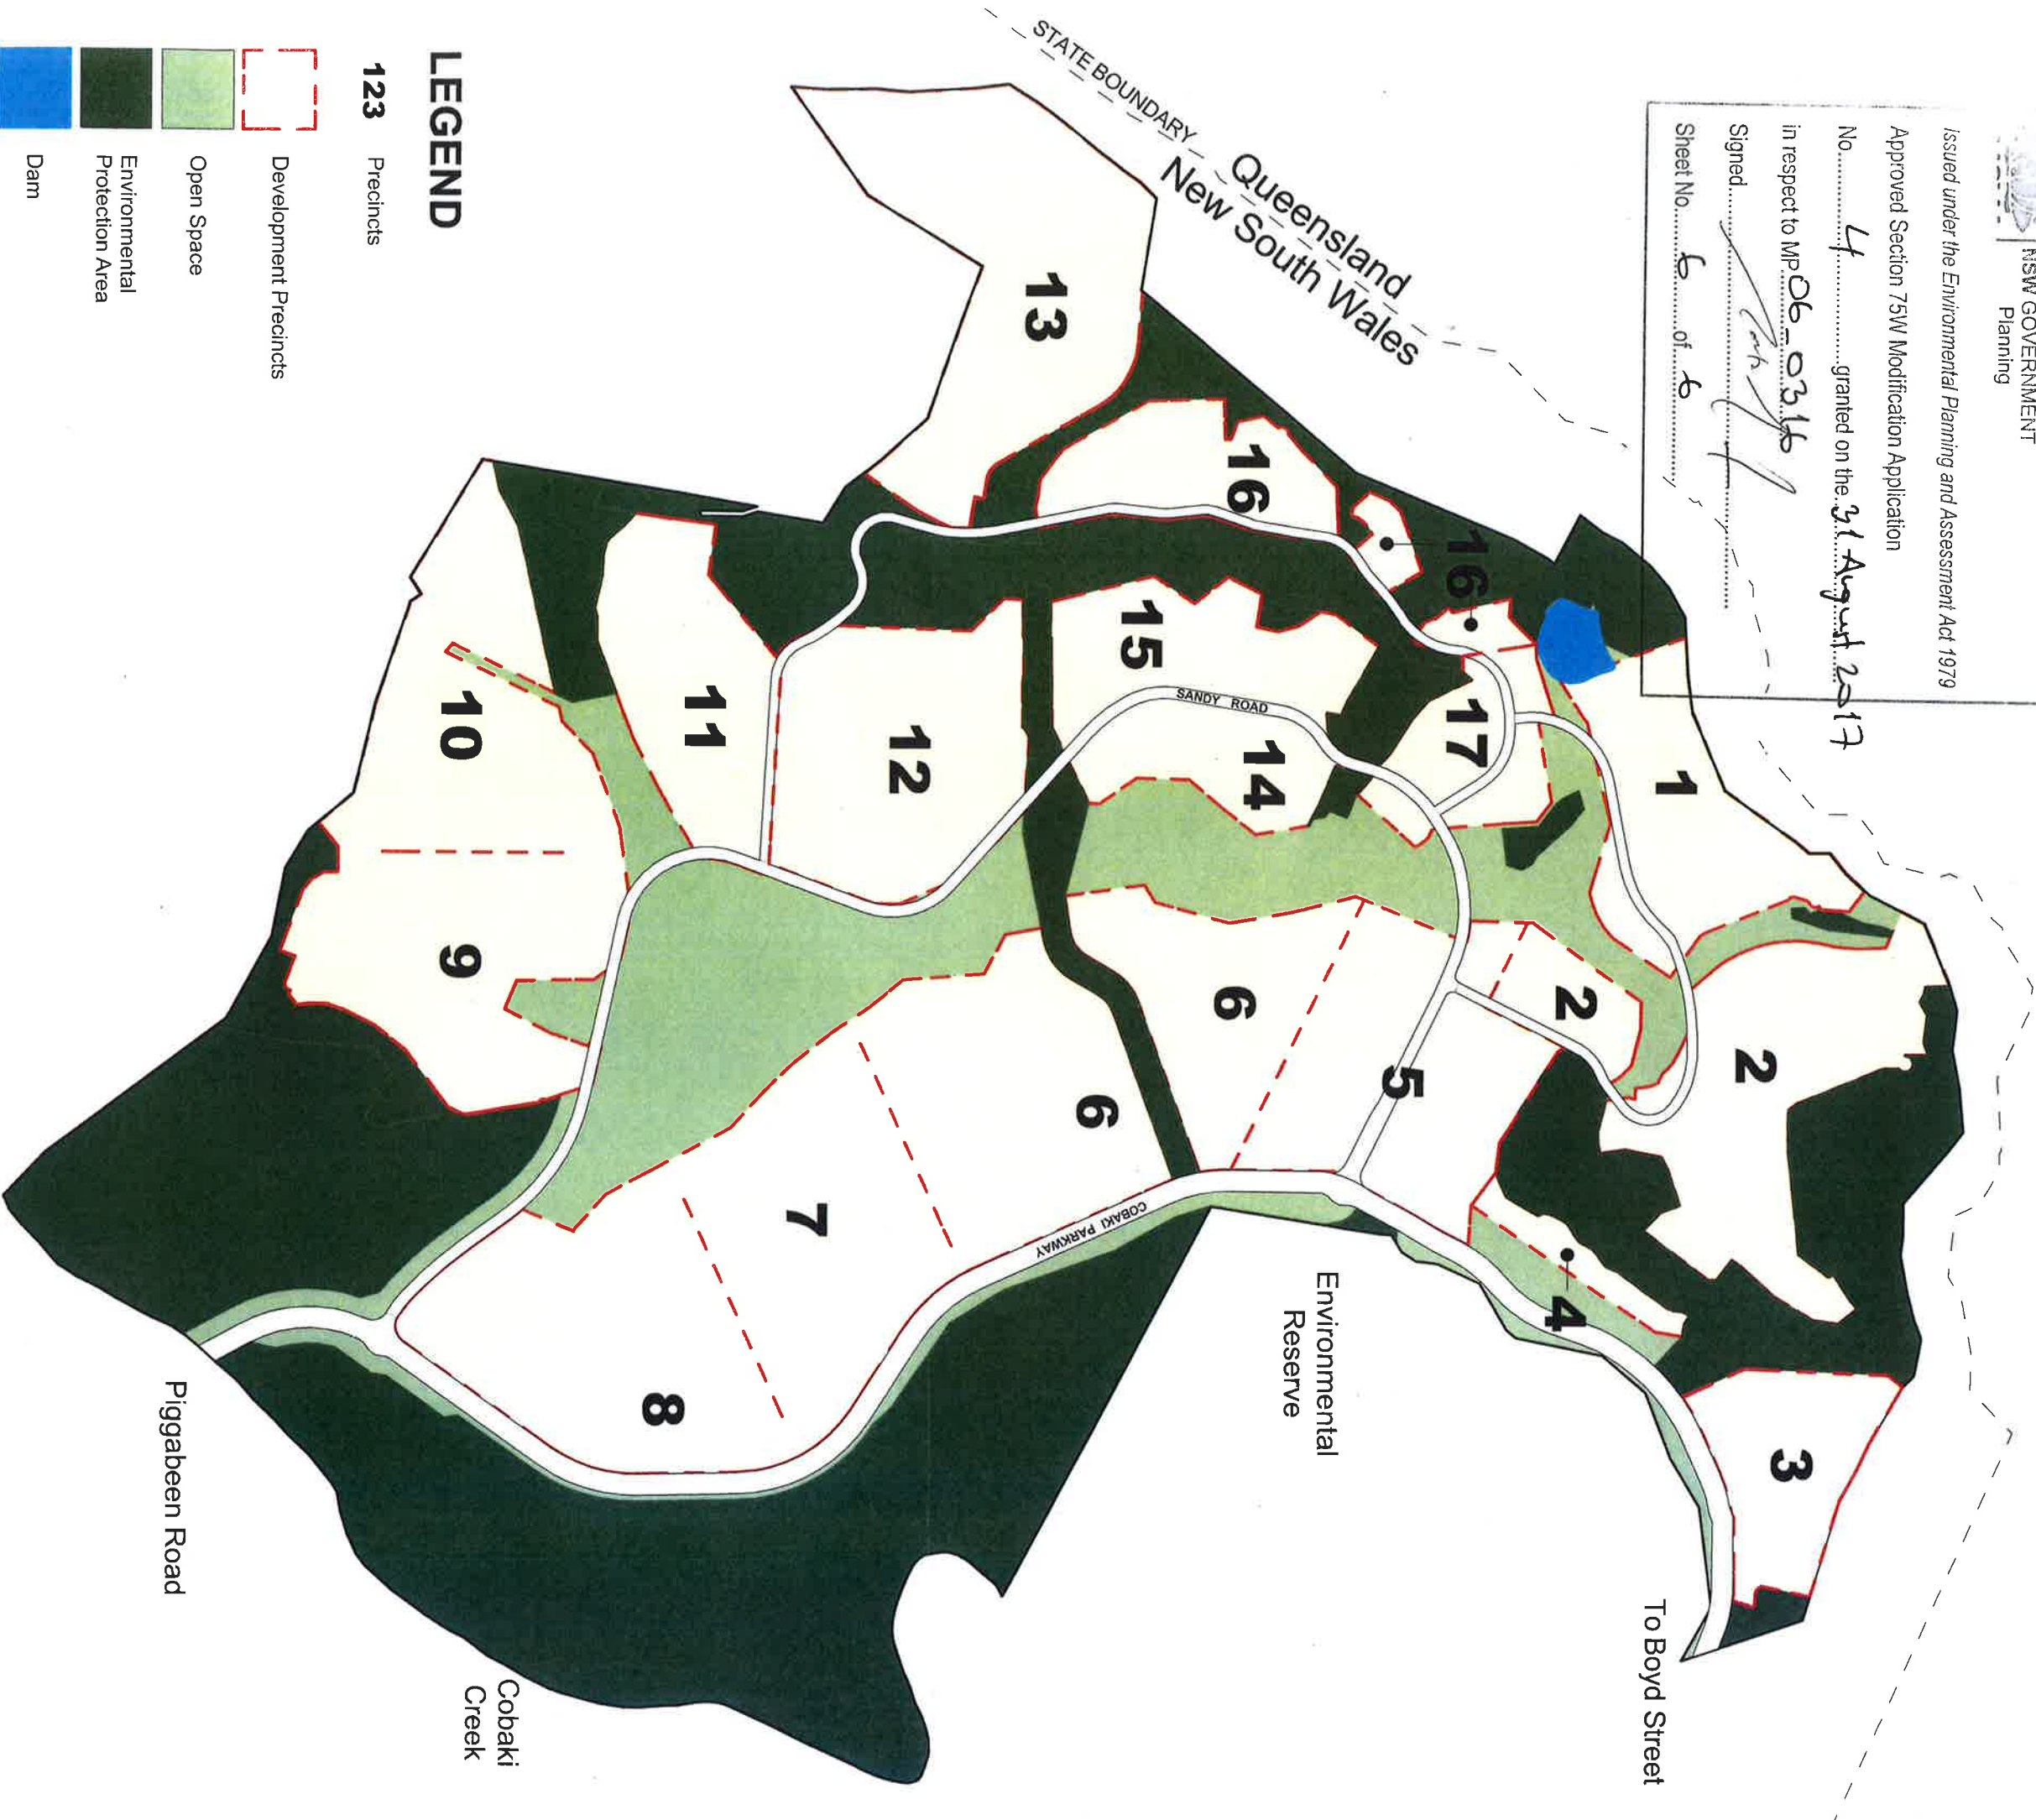 NSW GOVERNMENT
Planning
Issued under the Environmental Planning and Assessment Act 1979
Approved Section 75W Modification Application
No. 4 granted on the 31 August 2017
in respect to MP 06_0316
Signed
Sheet No. 6 of 6
STATE BOUNDARY
Queensland
New South Wales
1
2
2
3
4
5
6
6
7
8
9
10
11
12
13
14
15
16
16
17
SANDY ROAD
COBAKI PARKWAY
Environmental
Reserve
To Boyd Street
Piggabeen Road
Cobaki
Creek
LEGEND
123 Precincts
Development Precincts
Open Space
Environmental
Protection Area
Dam